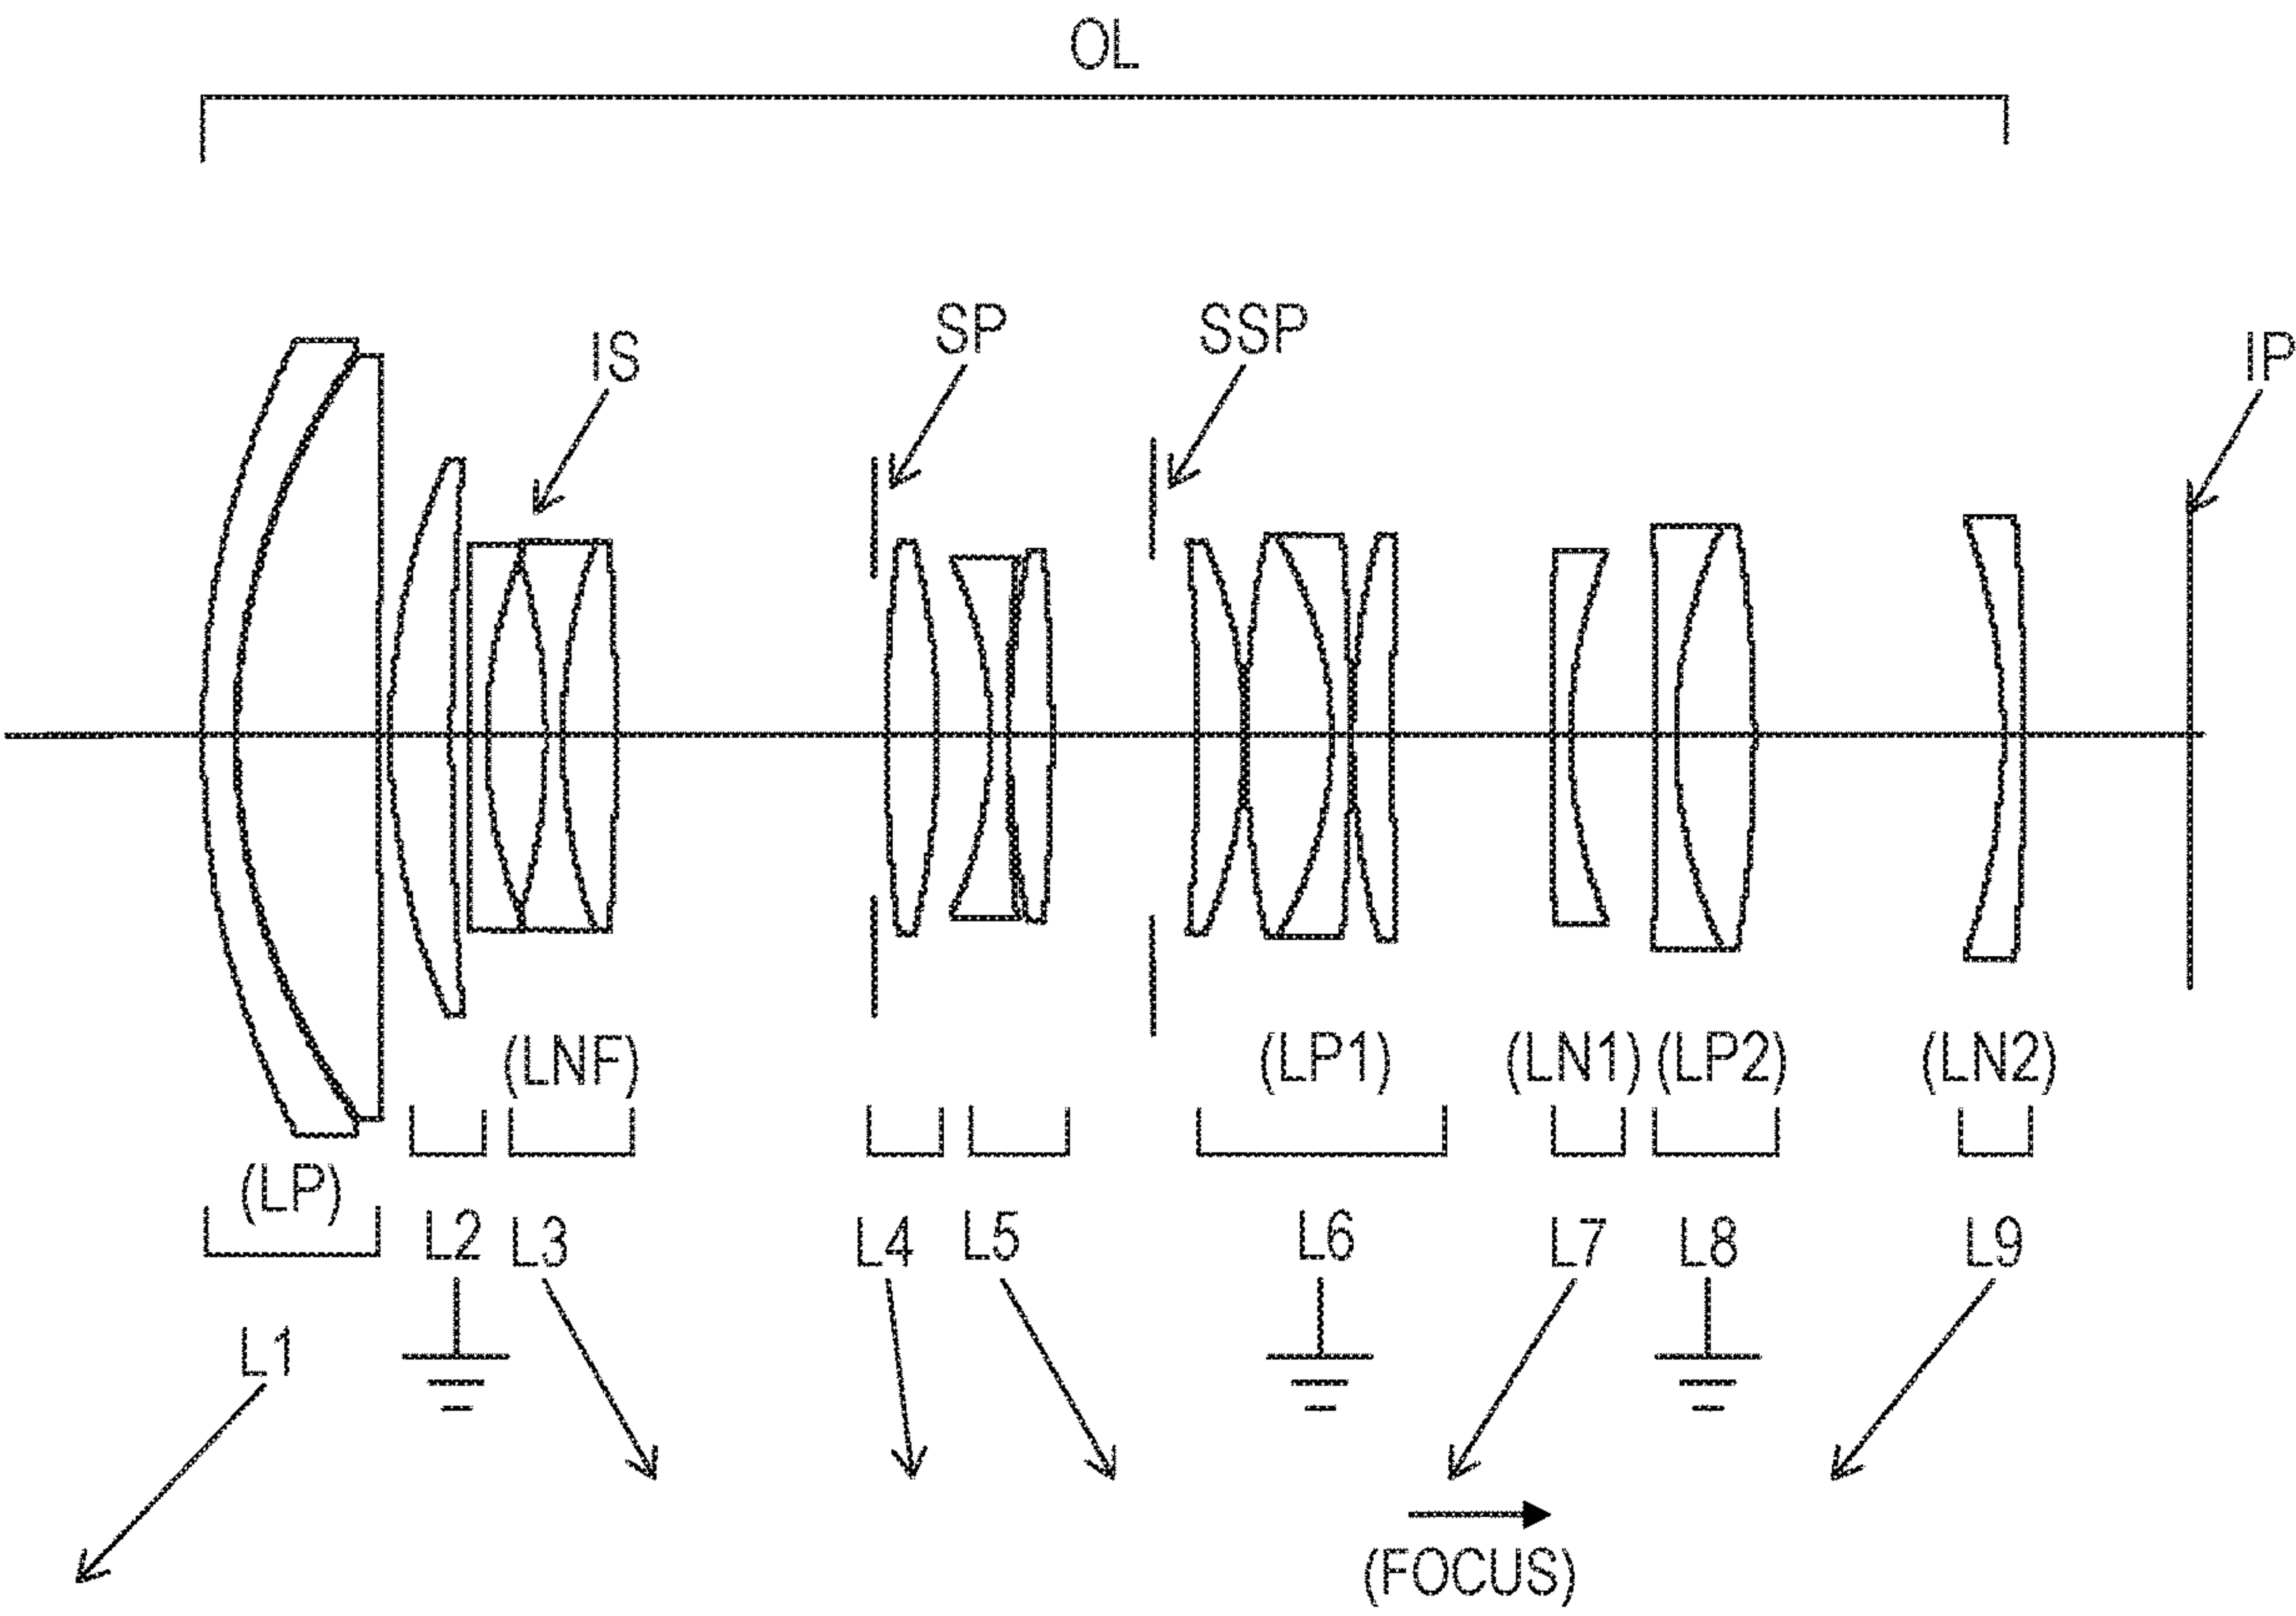 OL
IS
SP
SSP
IP
(LNF)
(LP1)
(LN1)
(LP2)
(LN2)
(LP)
L2
L3
L4
L5
L6
L7
L8
L9
L1
(FOCUS)